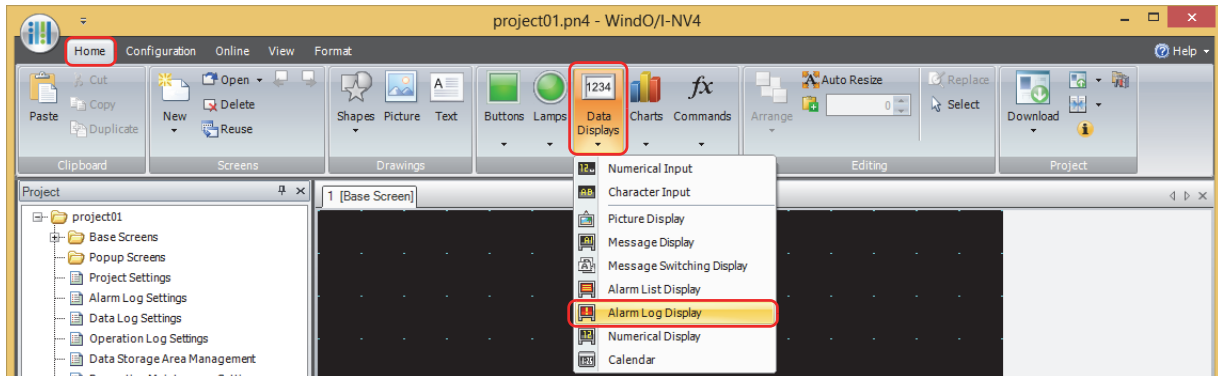 project01.pn4 - WindO/I-NV4
Home Configuration Online View Format Help
Cut
Copy
Duplicate
Paste
Clipboard
New
Open
Delete
Reuse
Screens
Shapes Picture Text
Drawings
Buttons Lamps Data Displays Charts Commands
1234
Arrange
Auto Resize
0
Replace
Select
Editing
Download
Project
Project
project01
Base Screens
Popup Screens
Project Settings
Alarm Log Settings
Data Log Settings
Operation Log Settings
Data Storage Area Management
1 [Base Screen]
Numerical Input
Character Input
Picture Display
Message Display
Message Switching Display
Alarm List Display
Alarm Log Display
Numerical Display
Calendar